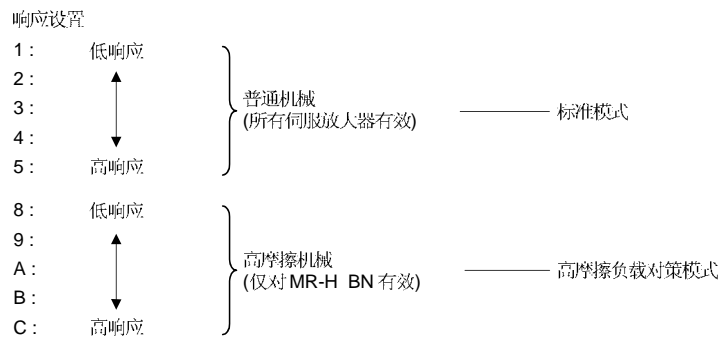 响应设置
1 : 低响应
2 :
3 :
4 :
5 : 高响应
普通机械
(所有伺服放大器有效)
标准模式
8 : 低响应
9 :
A :
B :
C : 高响应
高摩擦机械
(仅对 MR-H BN 有效)
高摩擦负载对策模式